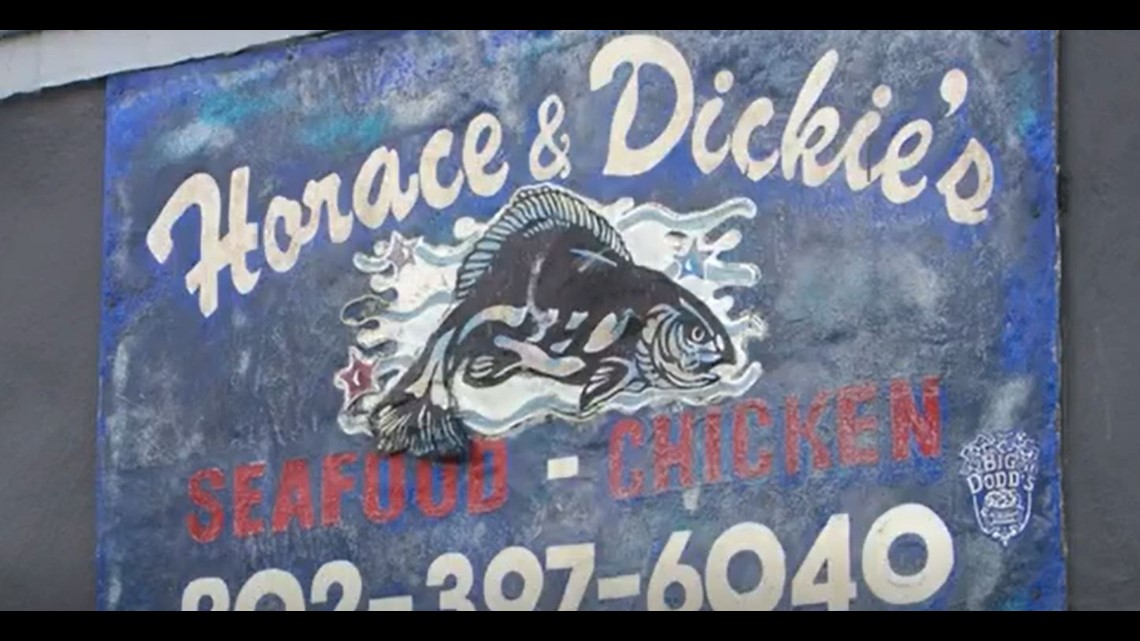 Horace & Dickie's
SEAFOOD - CHICKEN
202-397-6040
BIG
DODD'S